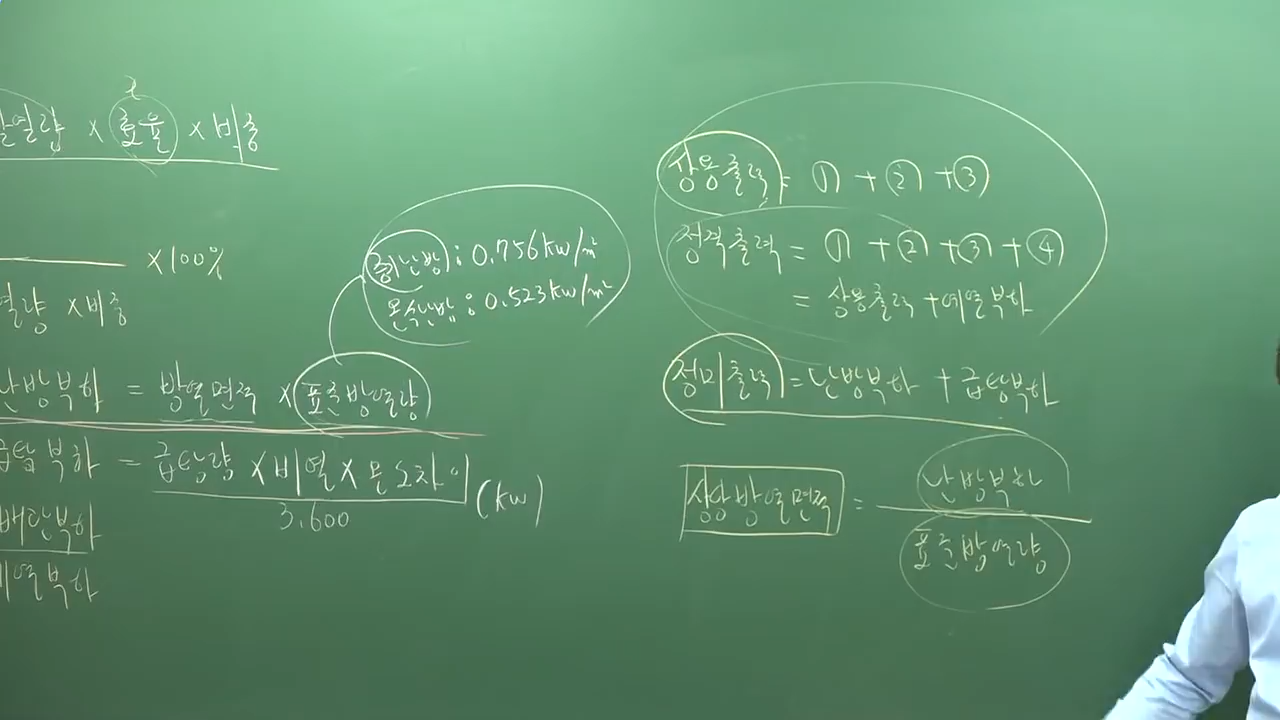 발열량 × 효율 × 비중
× 100%
열량 × 비중
난방부하 = 방열면적 × 표준방열량
급탕부하 = 급탕량 × 비열 × 온도차 / 3,600 (kW)
배관부하
예열부하
증기난방 : 0.756kW/㎡
온수난방 : 0.523kW/㎡
상용출력 = ① + ② + ③
정격출력 = ① + ② + ③ + ④
= 상용출력 + 예열부하
정미출력 = 난방부하 + 급탕부하
상당방열면적 = 난방부하 / 표준방열량